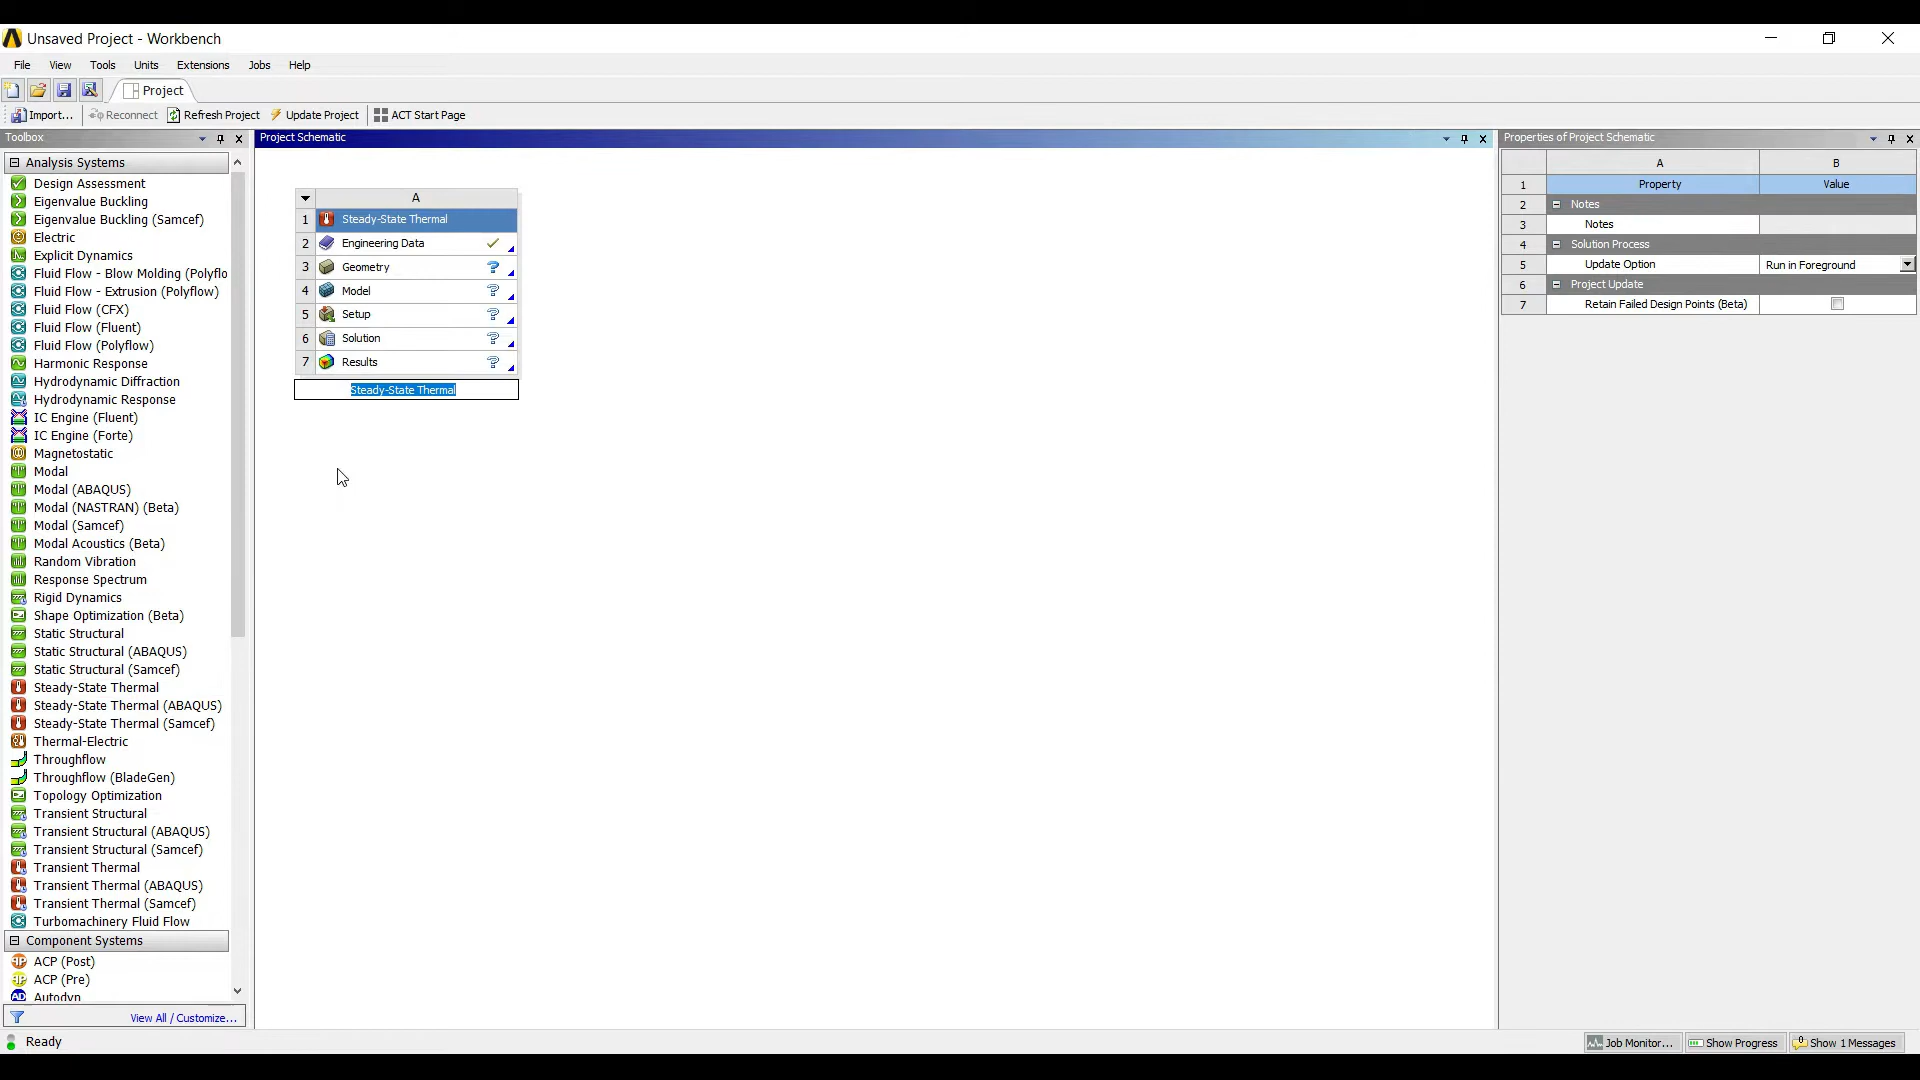 Unsaved Project - Workbench
File View Tools Units Extensions Jobs Help
Project
Import... Reconnect Refresh Project Update Project ACT Start Page
Toolbox
Analysis Systems
Design Assessment
Eigenvalue Buckling
Eigenvalue Buckling (Samcef)
Electric
Explicit Dynamics
Fluid Flow - Blow Molding (Polyflo
Fluid Flow - Extrusion (Polyflow)
Fluid Flow (CFX)
Fluid Flow (Fluent)
Fluid Flow (Polyflow)
Harmonic Response
Hydrodynamic Diffraction
Hydrodynamic Response
IC Engine (Fluent)
IC Engine (Forte)
Magnetostatic
Modal
Modal (ABAQUS)
Modal (NASTRAN) (Beta)
Modal (Samcef)
Modal Acoustics (Beta)
Random Vibration
Response Spectrum
Rigid Dynamics
Shape Optimization (Beta)
Static Structural
Static Structural (ABAQUS)
Static Structural (Samcef)
Steady-State Thermal
Steady-State Thermal (ABAQUS)
Steady-State Thermal (Samcef)
Thermal-Electric
Throughflow
Throughflow (BladeGen)
Topology Optimization
Transient Structural
Transient Structural (ABAQUS)
Transient Structural (Samcef)
Transient Thermal
Transient Thermal (ABAQUS)
Transient Thermal (Samcef)
Turbomachinery Fluid Flow
Component Systems
ACP (Post)
ACP (Pre)
Autodyn
View All / Customize...
Project Schematic
A
1 Steady-State Thermal
2 Engineering Data
3 Geometry ?
4 Model ?
5 Setup ?
6 Solution ?
7 Results ?
Steady-State Thermal
Properties of Project Schematic
A B
1 Property Value
2 Notes
3 Notes
4 Solution Process
5 Update Option Run in Foreground
6 Project Update
7 Retain Failed Design Points (Beta)
Ready
Job Monitor... Show Progress Show 1 Messages